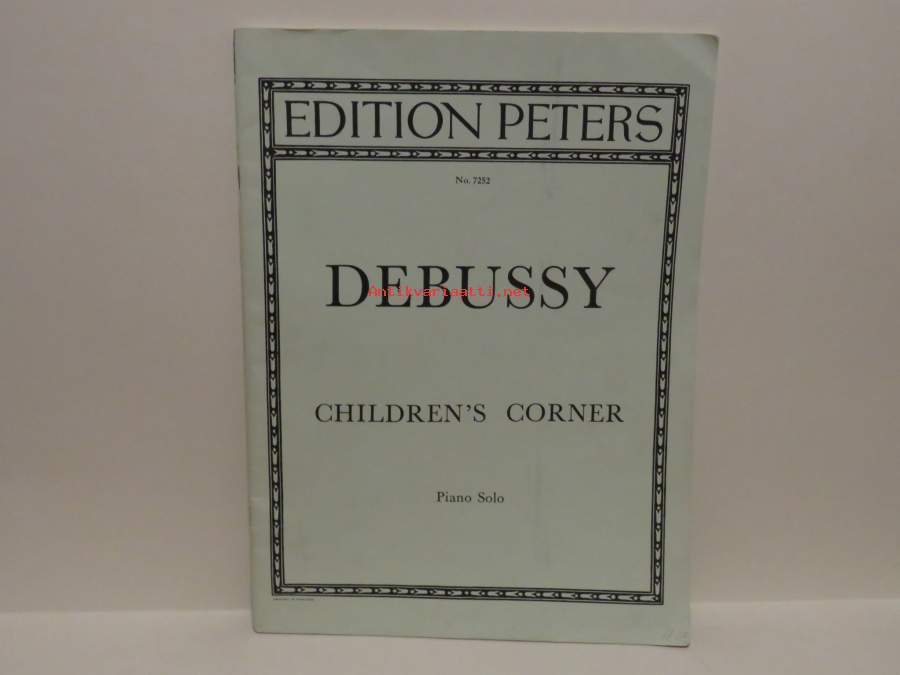 EDITION PETERS
No. 7252
DEBUSSY
Antikvariaatti.net
CHILDREN'S CORNER
Piano Solo